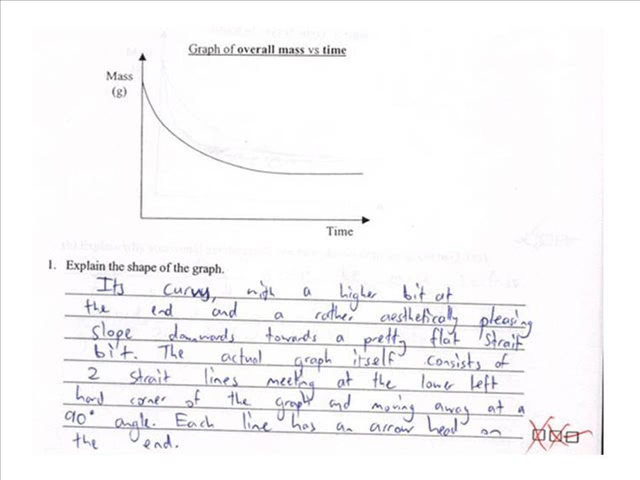 Graph of overall mass vs time
Mass
(g)
Time
1. Explain the shape of the graph.
Its curvy, with a higher bit at
the end and a rather aesthetically pleasing
slope downwards towards a pretty flat strait
bit. The actual graph itself consists of
2 strait lines meeting at the lower left
hand corner of the graph and moving away at a
90° angle. Each line has an arrow head on
the end.